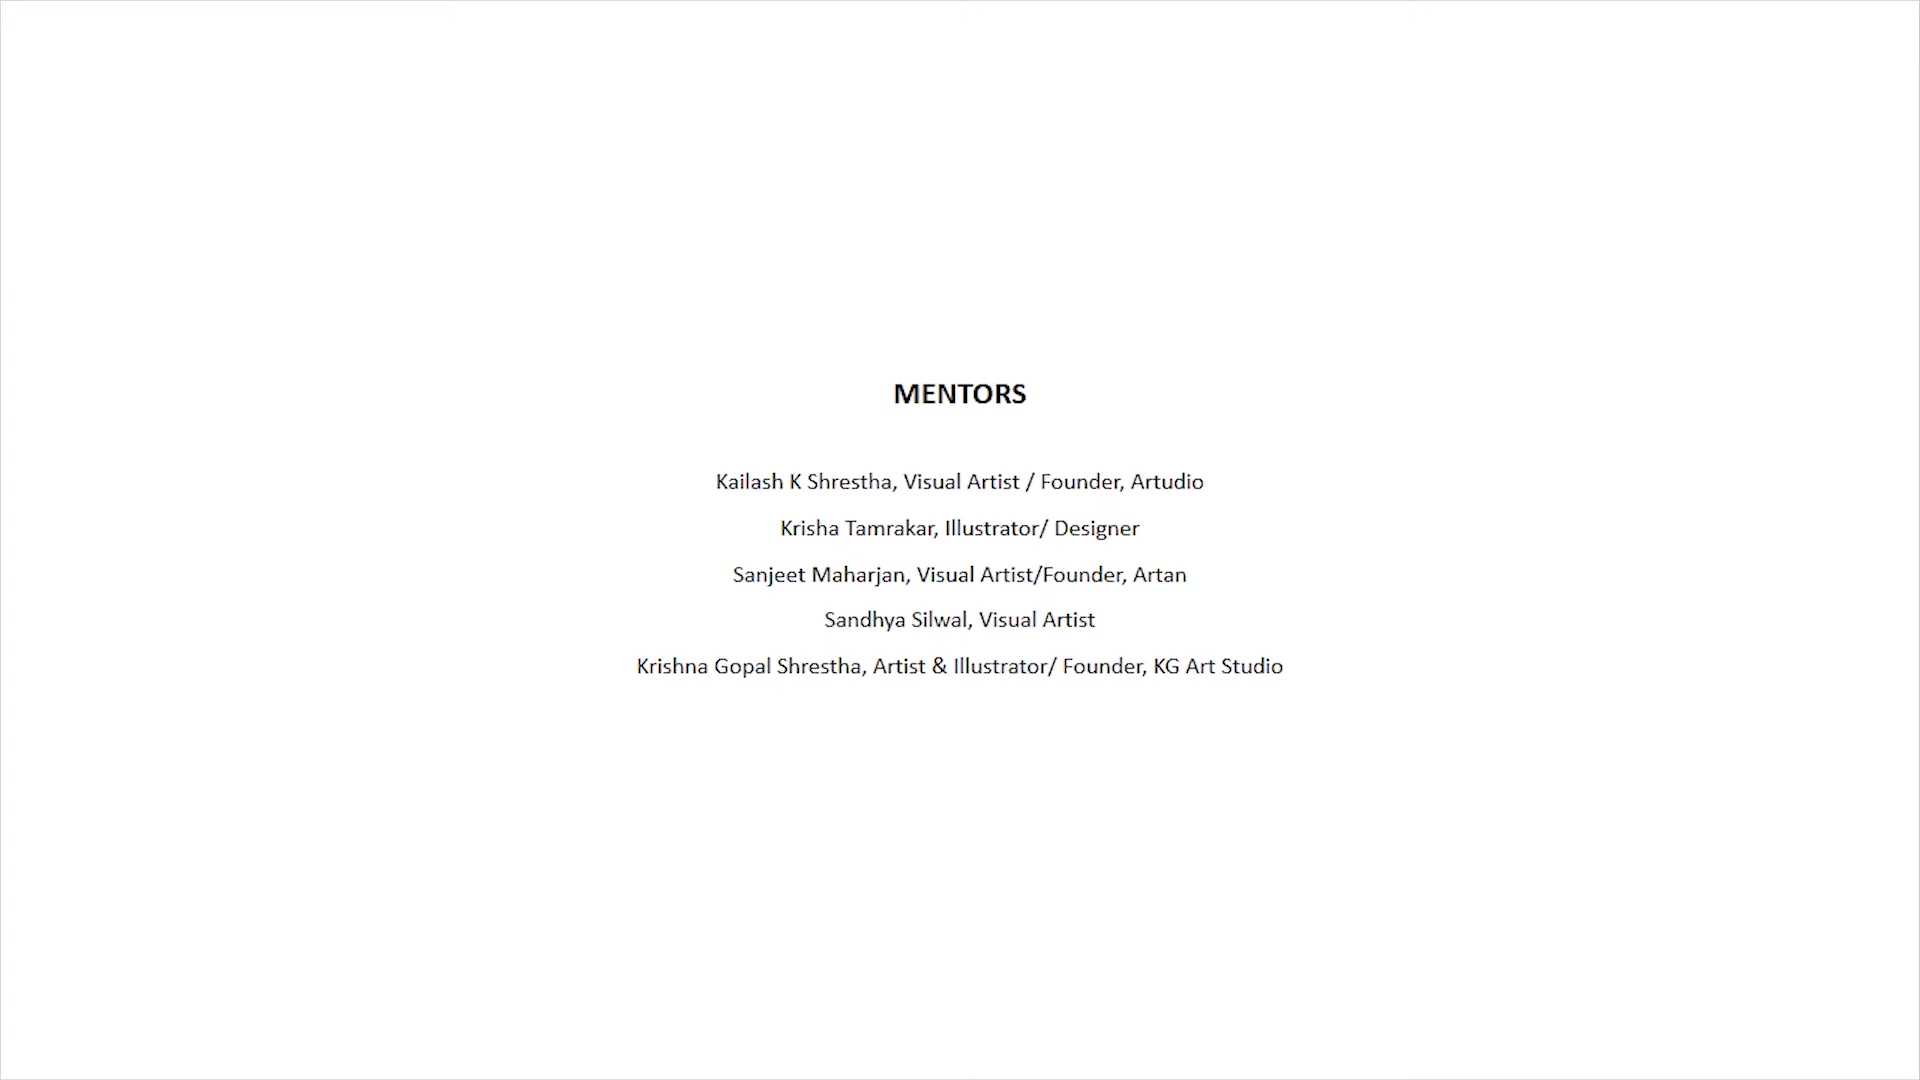 MENTORS
Kailash K Shrestha, Visual Artist / Founder, Artudio
Krisha Tamrakar, Illustrator/ Designer
Sanjeet Maharjan, Visual Artist/Founder, Artan
Sandhya Silwal, Visual Artist
Krishna Gopal Shrestha, Artist & Illustrator/ Founder, KG Art Studio